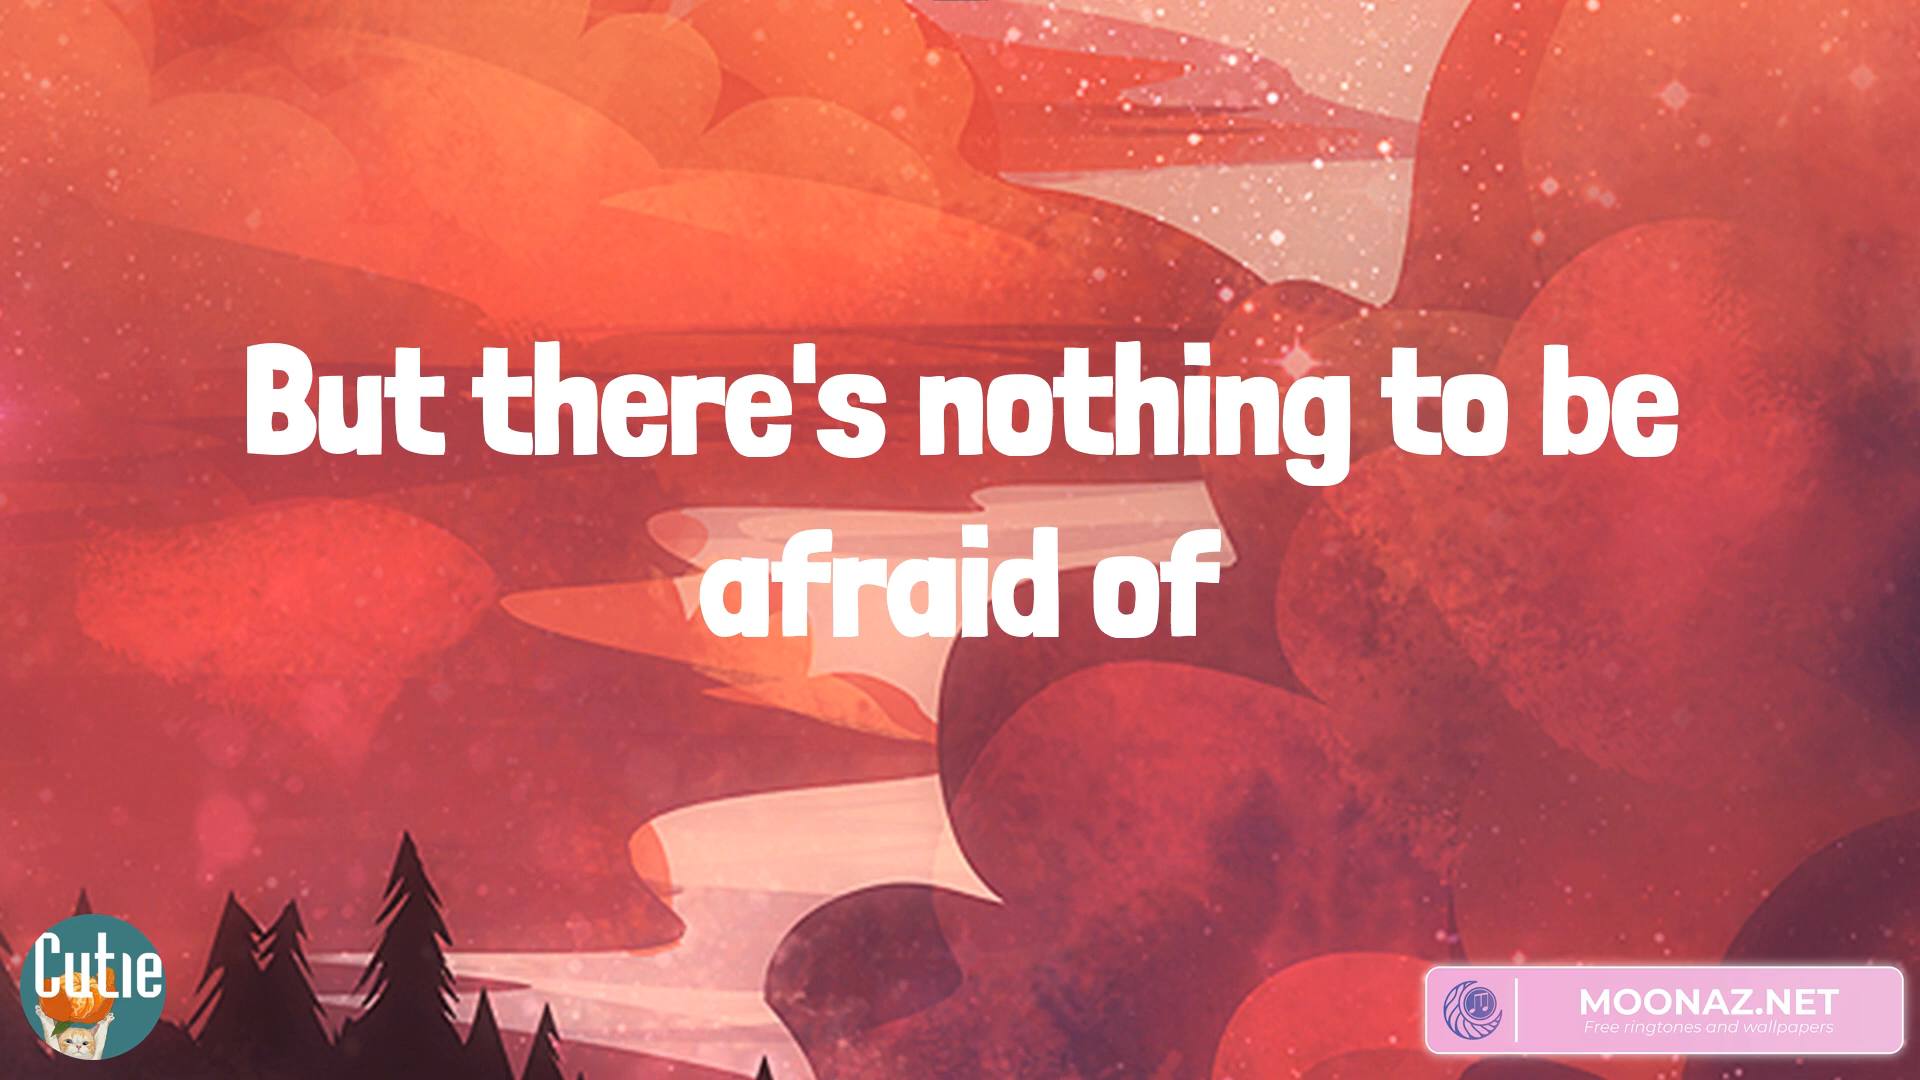 But there's nothing to be
afraid of
Cutie
MOONAZ.NET
Free ringtones and wallpapers